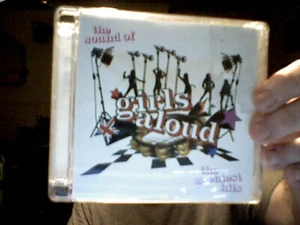 the
sound of
girls
aloud
the
greatest
hits